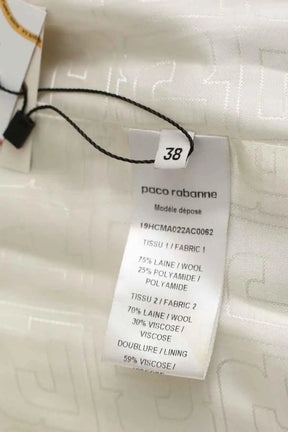 38
paco rabanne
Modèle déposé
19HCMA022AC0062
TISSU 1 / FABRIC 1
75% LAINE / WOOL
25% POLYAMIDE /
POLYAMIDE
TISSU 2 / FABRIC 2
70% LAINE / WOOL
30% VISCOSE /
VISCOSE
DOUBLURE / LINING
59% VISCOSE /